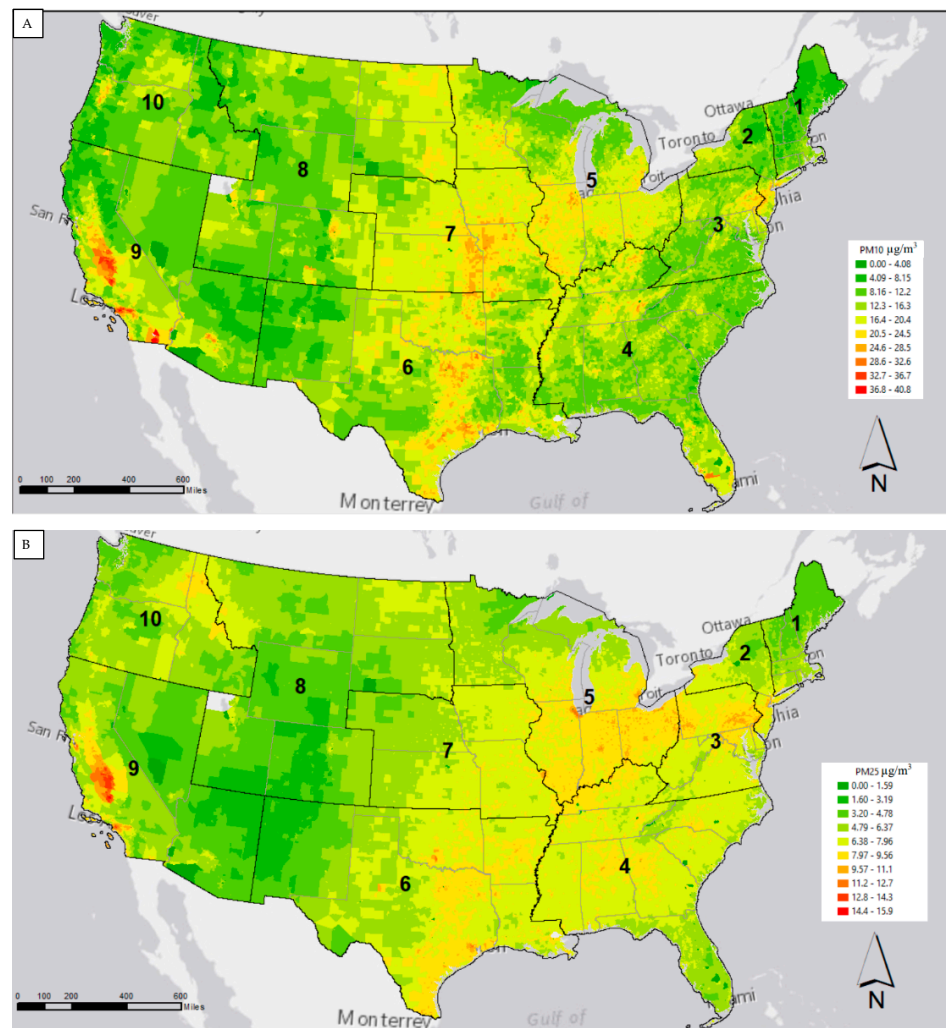 A
Ottawa
Toronto
1
2
10
8
5
3
San
9
7
6
4
PM10 µg/m³
0.00 - 4.08
4.09 - 8.15
8.16 - 12.2
12.3 - 16.3
16.4 - 20.4
20.5 - 24.5
24.6 - 28.5
28.6 - 32.6
32.7 - 36.7
36.8 - 40.8
0 100 200 400 600
Miles
Monterrey
Gulf of
N
B
Ottawa
Toronto
1
2
10
8
5
3
San
9
7
6
4
PM25 µg/m³
0.00 - 1.59
1.60 - 3.19
3.20 - 4.78
4.79 - 6.37
6.38 - 7.96
7.97 - 9.56
9.57 - 11.1
11.2 - 12.7
12.8 - 14.3
14.4 - 15.9
0 100 200 400 600
Miles
Monterrey
Gulf of
N